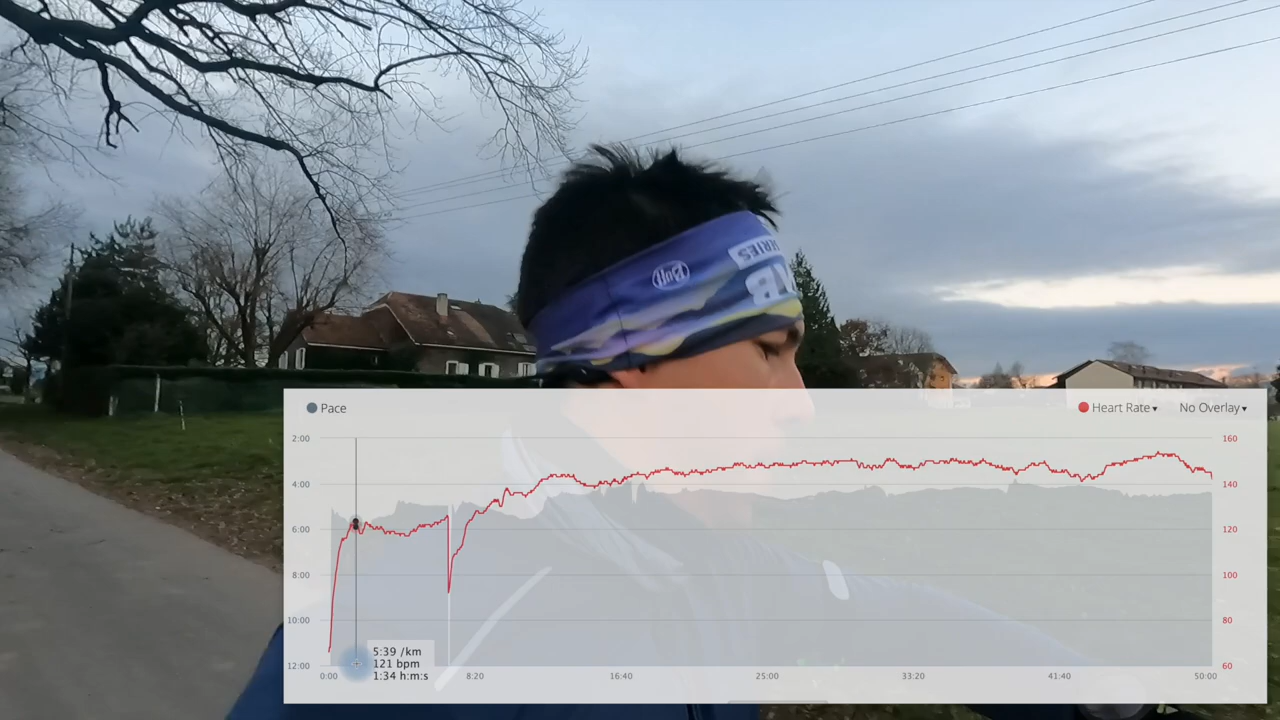 SERIES
Buff
Pace
Heart Rate▾ No Overlay▾
2:00 160
4:00 140
6:00 120
8:00 100
10:00 80
12:00 60
5:39 /km
121 bpm
1:34 h:m:s
0:00 8:20 16:40 25:00 33:20 41:40 50:00